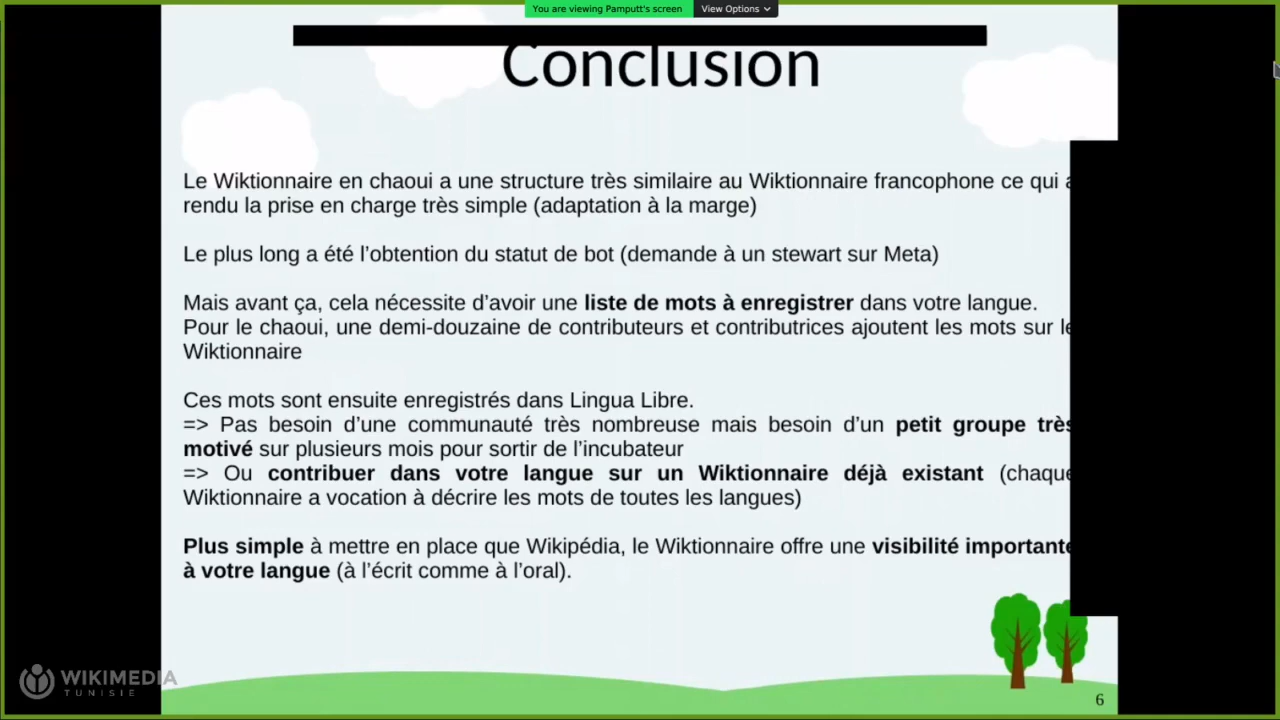 You are viewing Pamputt's screen View Options
Conclusion
Le Wiktionnaire en chaoui a une structure très similaire au Wiktionnaire francophone ce qui a
rendu la prise en charge très simple (adaptation à la marge)
Le plus long a été l'obtention du statut de bot (demande à un stewart sur Meta)
Mais avant ça, cela nécessite d'avoir une liste de mots à enregistrer dans votre langue.
Pour le chaoui, une demi-douzaine de contributeurs et contributrices ajoutent les mots sur le
Wiktionnaire
Ces mots sont ensuite enregistrés dans Lingua Libre.
=> Pas besoin d'une communauté très nombreuse mais besoin d'un petit groupe très
motivé sur plusieurs mois pour sortir de l'incubateur
=> Ou contribuer dans votre langue sur un Wiktionnaire déjà existant (chaque
Wiktionnaire a vocation à décrire les mots de toutes les langues)
Plus simple à mettre en place que Wikipédia, le Wiktionnaire offre une visibilité importante
à votre langue (à l'écrit comme à l'oral).
WIKIMEDIA
TUNISIE
6